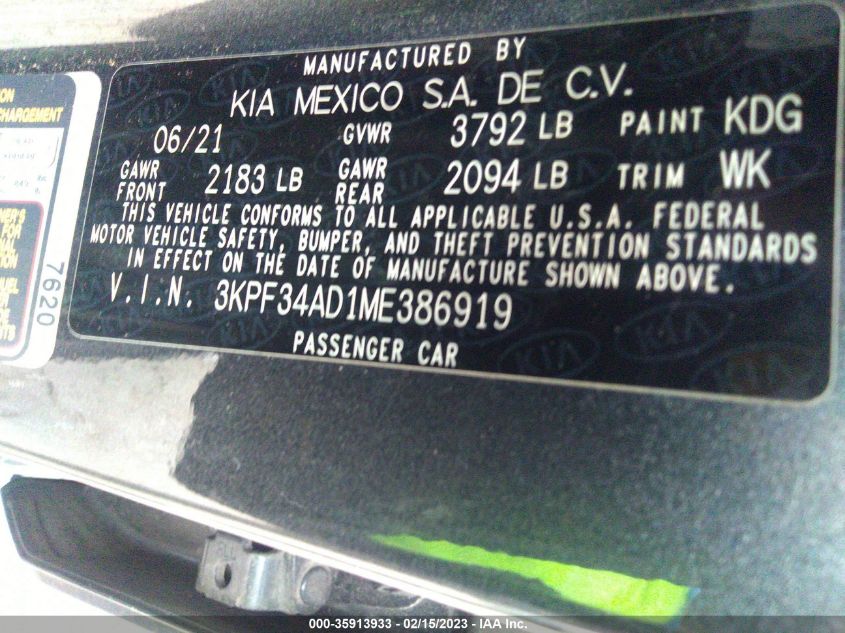 MANUFACTURED BY
KIA MEXICO S.A. DE C.V.
06/21 GVWR 3792 LB PAINT KDG
GAWR FRONT 2183 LB GAWR REAR 2094 LB TRIM WK
THIS VEHICLE CONFORMS TO ALL APPLICABLE U.S.A. FEDERAL
MOTOR VEHICLE SAFETY, BUMPER, AND THEFT PREVENTION STANDARDS
IN EFFECT ON THE DATE OF MANUFACTURE SHOWN ABOVE.
V.I.N. 3KPF34AD1ME386919
PASSENGER CAR
7620
000-35913933 - 02/15/2023 - IAA Inc.